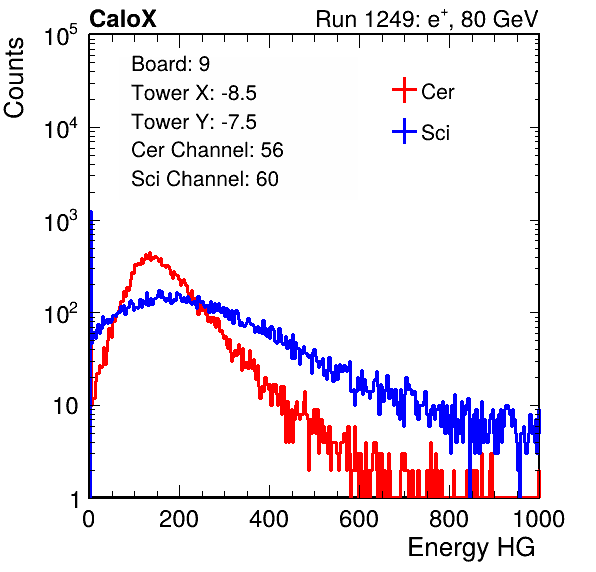 CaloX Run 1249: e⁺, 80 GeV
Board: 9
Tower X: -8.5
Tower Y: -7.5
Cer Channel: 56
Sci Channel: 60
Cer
Sci
Counts
10⁵
10⁴
10³
10²
10
1
0 200 400 600 800 1000
Energy HG